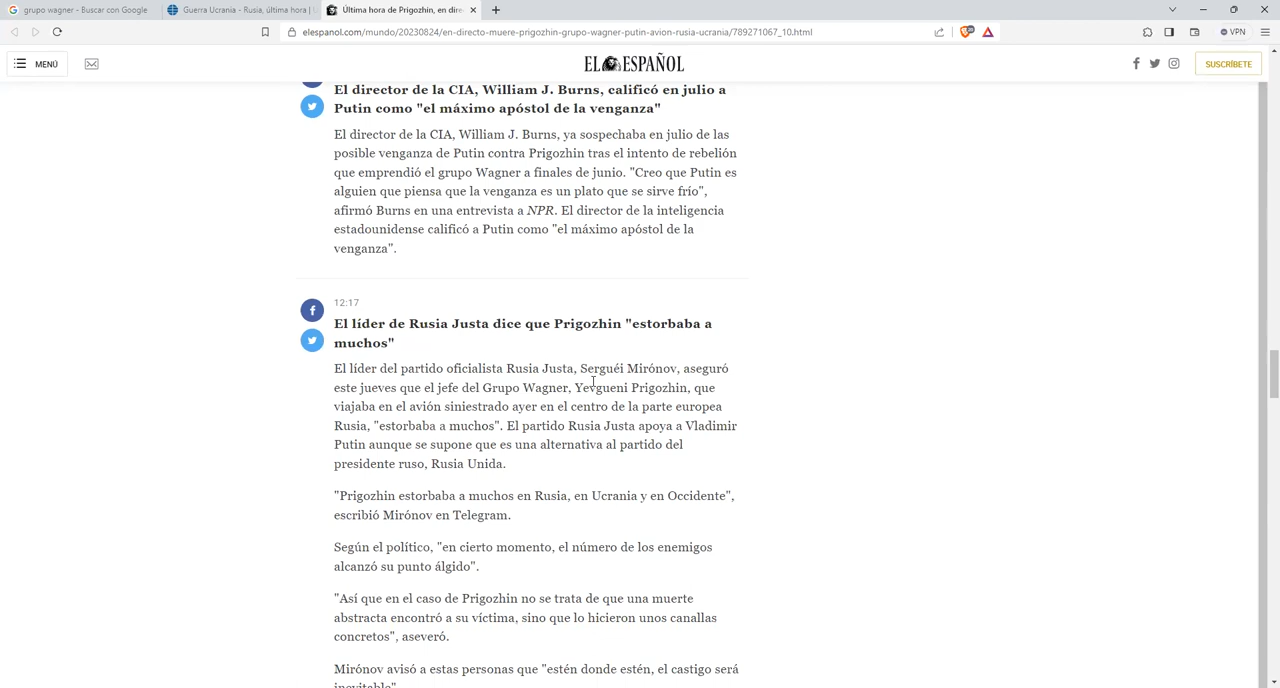 grupo wagner - Buscar con Google
Guerra Ucrania - Rusia, última hora |
Última hora de Prigozhin, en dire
elespanol.com/mundo/20230824/en-directo-muere-prigozhin-grupo-wagner-putin-avion-rusia-ucrania/789271067_10.html
VPN
MENÚ
EL ESPAÑOL
SUSCRÍBETE
El director de la CIA, William J. Burns, calificó en julio a
Putin como "el máximo apóstol de la venganza"
El director de la CIA, William J. Burns, ya sospechaba en julio de las
posible venganza de Putin contra Prigozhin tras el intento de rebelión
que emprendió el grupo Wagner a finales de junio. "Creo que Putin es
alguien que piensa que la venganza es un plato que se sirve frío",
afirmó Burns en una entrevista a NPR. El director de la inteligencia
estadounidense calificó a Putin como "el máximo apóstol de la
venganza".
12:17
El líder de Rusia Justa dice que Prigozhin "estorbaba a
muchos"
El líder del partido oficialista Rusia Justa, Serguéi Mirónov, aseguró
este jueves que el jefe del Grupo Wagner, Yevgueni Prigozhin, que
viajaba en el avión siniestrado ayer en el centro de la parte europea
Rusia, "estorbaba a muchos". El partido Rusia Justa apoya a Vladimir
Putin aunque se supone que es una alternativa al partido del
presidente ruso, Rusia Unida.
"Prigozhin estorbaba a muchos en Rusia, en Ucrania y en Occidente",
escribió Mirónov en Telegram.
Según el político, "en cierto momento, el número de los enemigos
alcanzó su punto álgido".
"Así que en el caso de Prigozhin no se trata de que una muerte
abstracta encontró a su víctima, sino que lo hicieron unos canallas
concretos", aseveró.
Mirónov avisó a estas personas que "estén donde estén, el castigo será
inevitable".